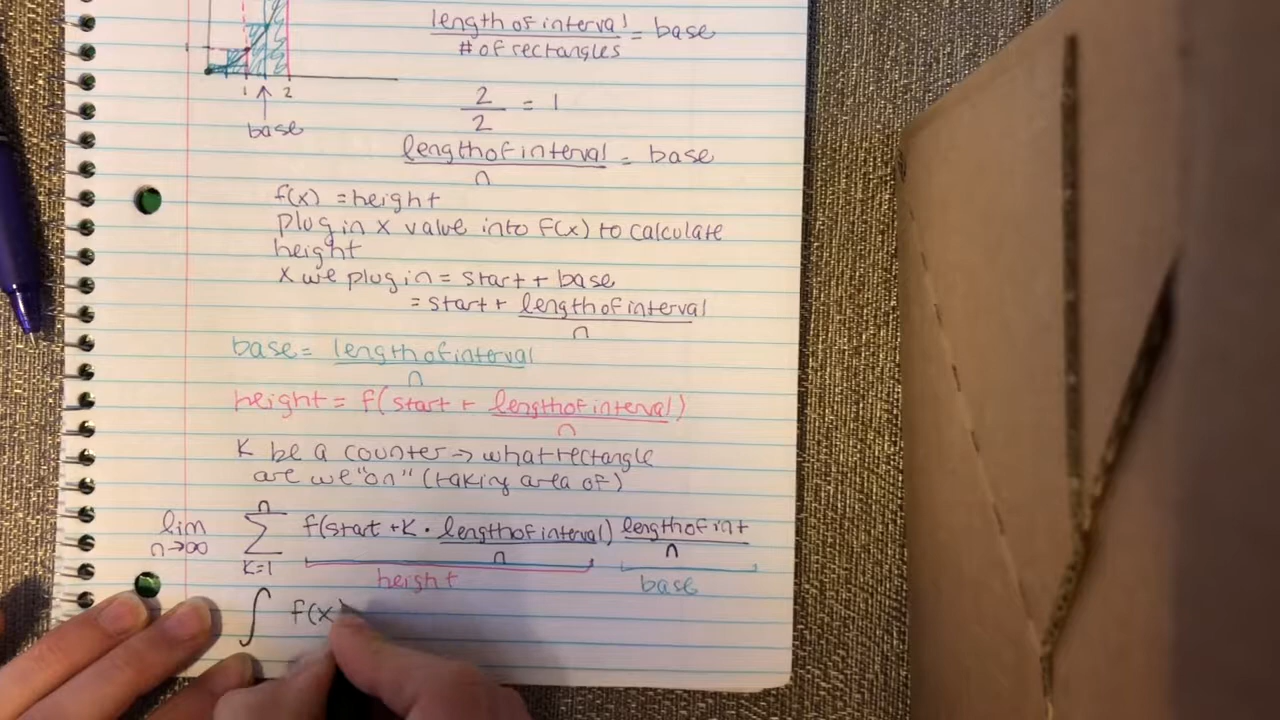 length of interval = base
# of rectangles
1 2
base
2 = 1
2
length of interval = base
n
f(x) = height
plug in x value into f(x) to calculate
height
x we plug in = start + base
= start + length of interval
n
base = length of interval
n
height = f(start + length of interval)
n
K be a counter → what rectangle
are we "on" (taking area of)
lim n→∞ n ∑ K=1 f(start + K · length of interval) length of int
n n
height base
∫ f(x)